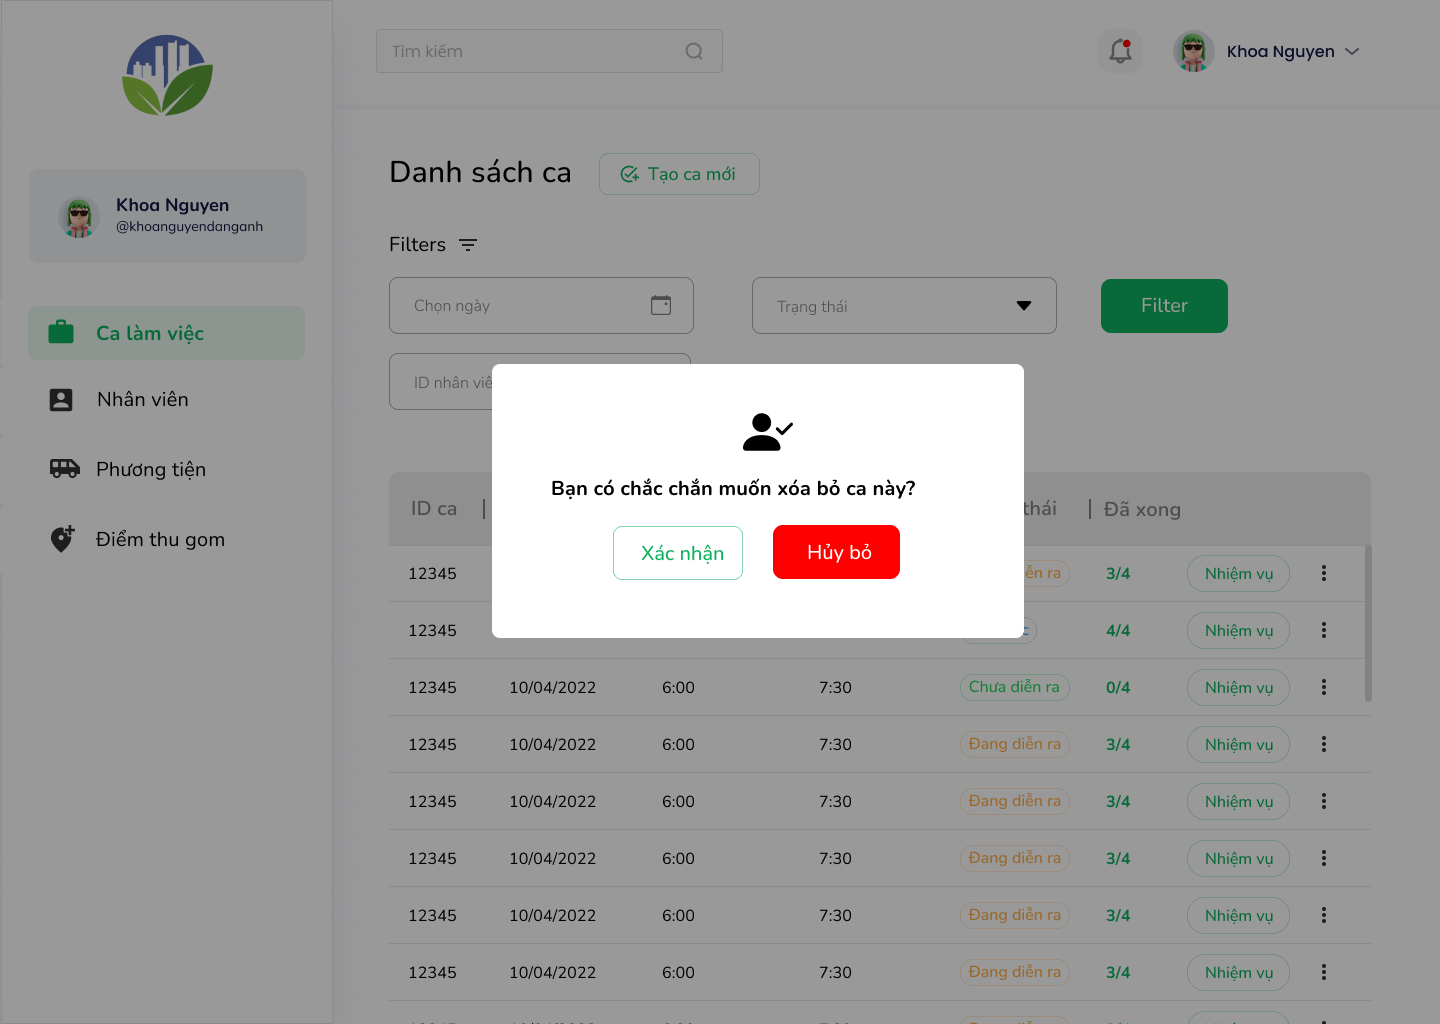 Tìm kiếm
Khoa Nguyen
Khoa Nguyen
@khoanguyendanganh
Ca làm việc
Nhân viên
Phương tiện
Điểm thu gom
Danh sách ca
Tạo ca mới
Filters
Chọn ngày
Trạng thái
Filter
ID nhân
Bạn có chắc chắn muốn xóa bỏ ca này?
Xác nhận
Hủy bỏ
ID ca | thái | Đã xong
12345 ễn ra 3/4 Nhiệm vụ
12345 c 4/4 Nhiệm vụ
12345 10/04/2022 6:00 7:30 Chưa diễn ra 0/4 Nhiệm vụ
12345 10/04/2022 6:00 7:30 Đang diễn ra 3/4 Nhiệm vụ
12345 10/04/2022 6:00 7:30 Đang diễn ra 3/4 Nhiệm vụ
12345 10/04/2022 6:00 7:30 Đang diễn ra 3/4 Nhiệm vụ
12345 10/04/2022 6:00 7:30 Đang diễn ra 3/4 Nhiệm vụ
12345 10/04/2022 6:00 7:30 Đang diễn ra 3/4 Nhiệm vụ